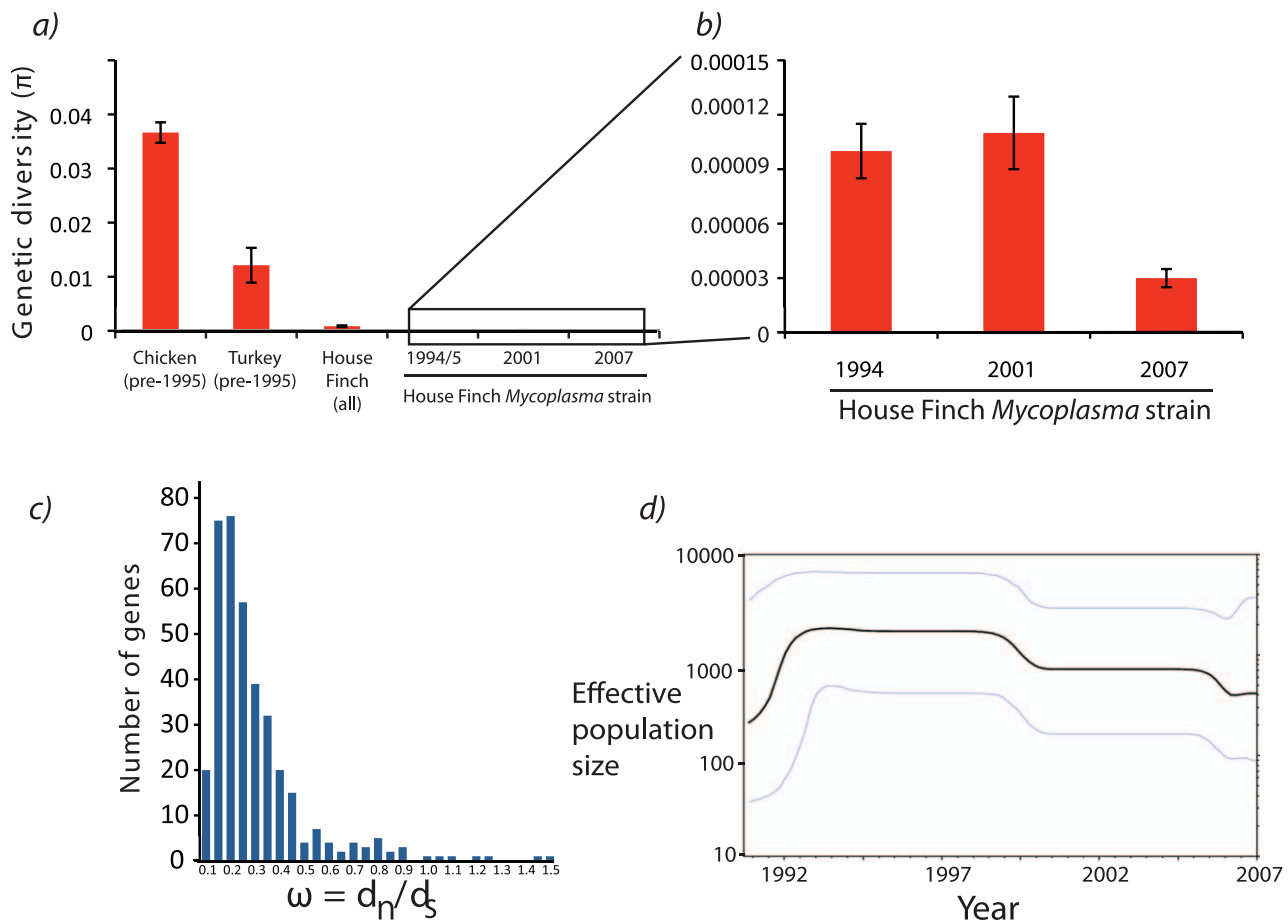 a)
Genetic diversity (π)
0.04
0.03
0.02
0.01
0
Chicken
(pre-1995)
Turkey
(pre-1995)
House
Finch
(all)
1994/5 2001 2007
House Finch Mycoplasma strain
b)
0.00015
0.00012
0.00009
0.00006
0.00003
0
1994 2001 2007
House Finch Mycoplasma strain
c)
Number of genes
80
70
60
50
40
30
20
10
0
0.1 0.2 0.3 0.4 0.5 0.6 0.7 0.8 0.9 1.0 1.1 1.2 1.3 1.4 1.5
ω = dn/ds
d)
Effective
population
size
10000
1000
100
10
1992 1997 2002 2007
Year